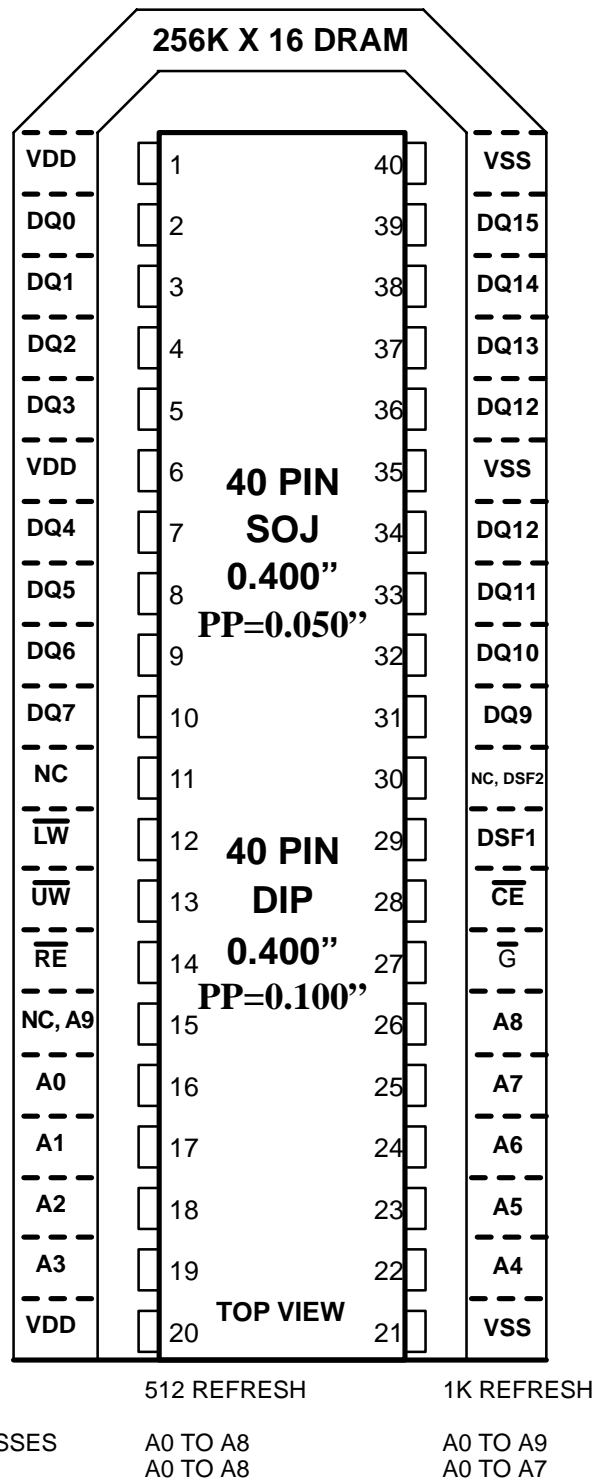 256K X 16 DRAM
VDD 1 40 VSS
DQ0 2 39 DQ15
DQ1 3 38 DQ14
DQ2 4 37 DQ13
DQ3 5 36 DQ12
VDD 6 35 VSS
40 PIN
DQ4 7 34 DQ12
SOJ
DQ5 8 33 DQ11
0.400”
PP=0.050”
DQ6 9 32 DQ10
DQ7 10 31 DQ9
NC 11 30 NC, DSF2
LW 12 29 DSF1
40 PIN
UW 13 28 CE
DIP
RE 14 27 G
0.400”
PP=0.100”
NC, A9 15 26 A8
A0 16 25 A7
A1 17 24 A6
A2 18 23 A5
A3 19 22 A4
TOP VIEW
VDD 20 21 VSS
512 REFRESH 1K REFRESH
SSES A0 TO A8 A0 TO A9
A0 TO A8 A0 TO A7